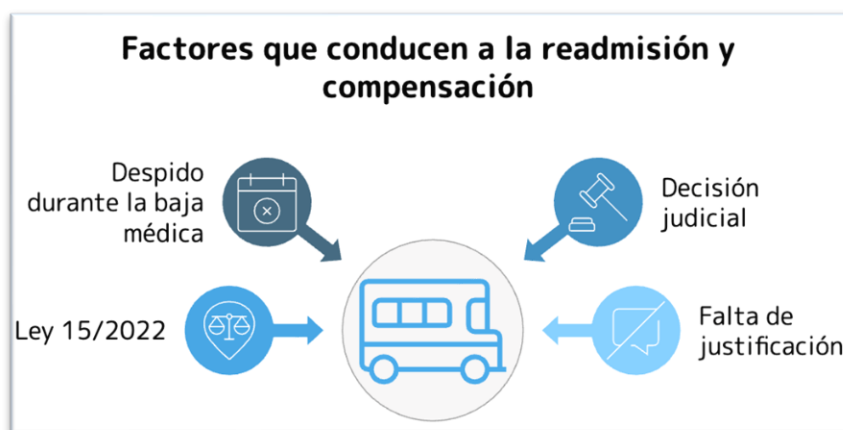 Factores que conducen a la readmisión y
compensación
Despido
durante la baja
médica
Decisión
judicial
Ley 15/2022
Falta de
justificación